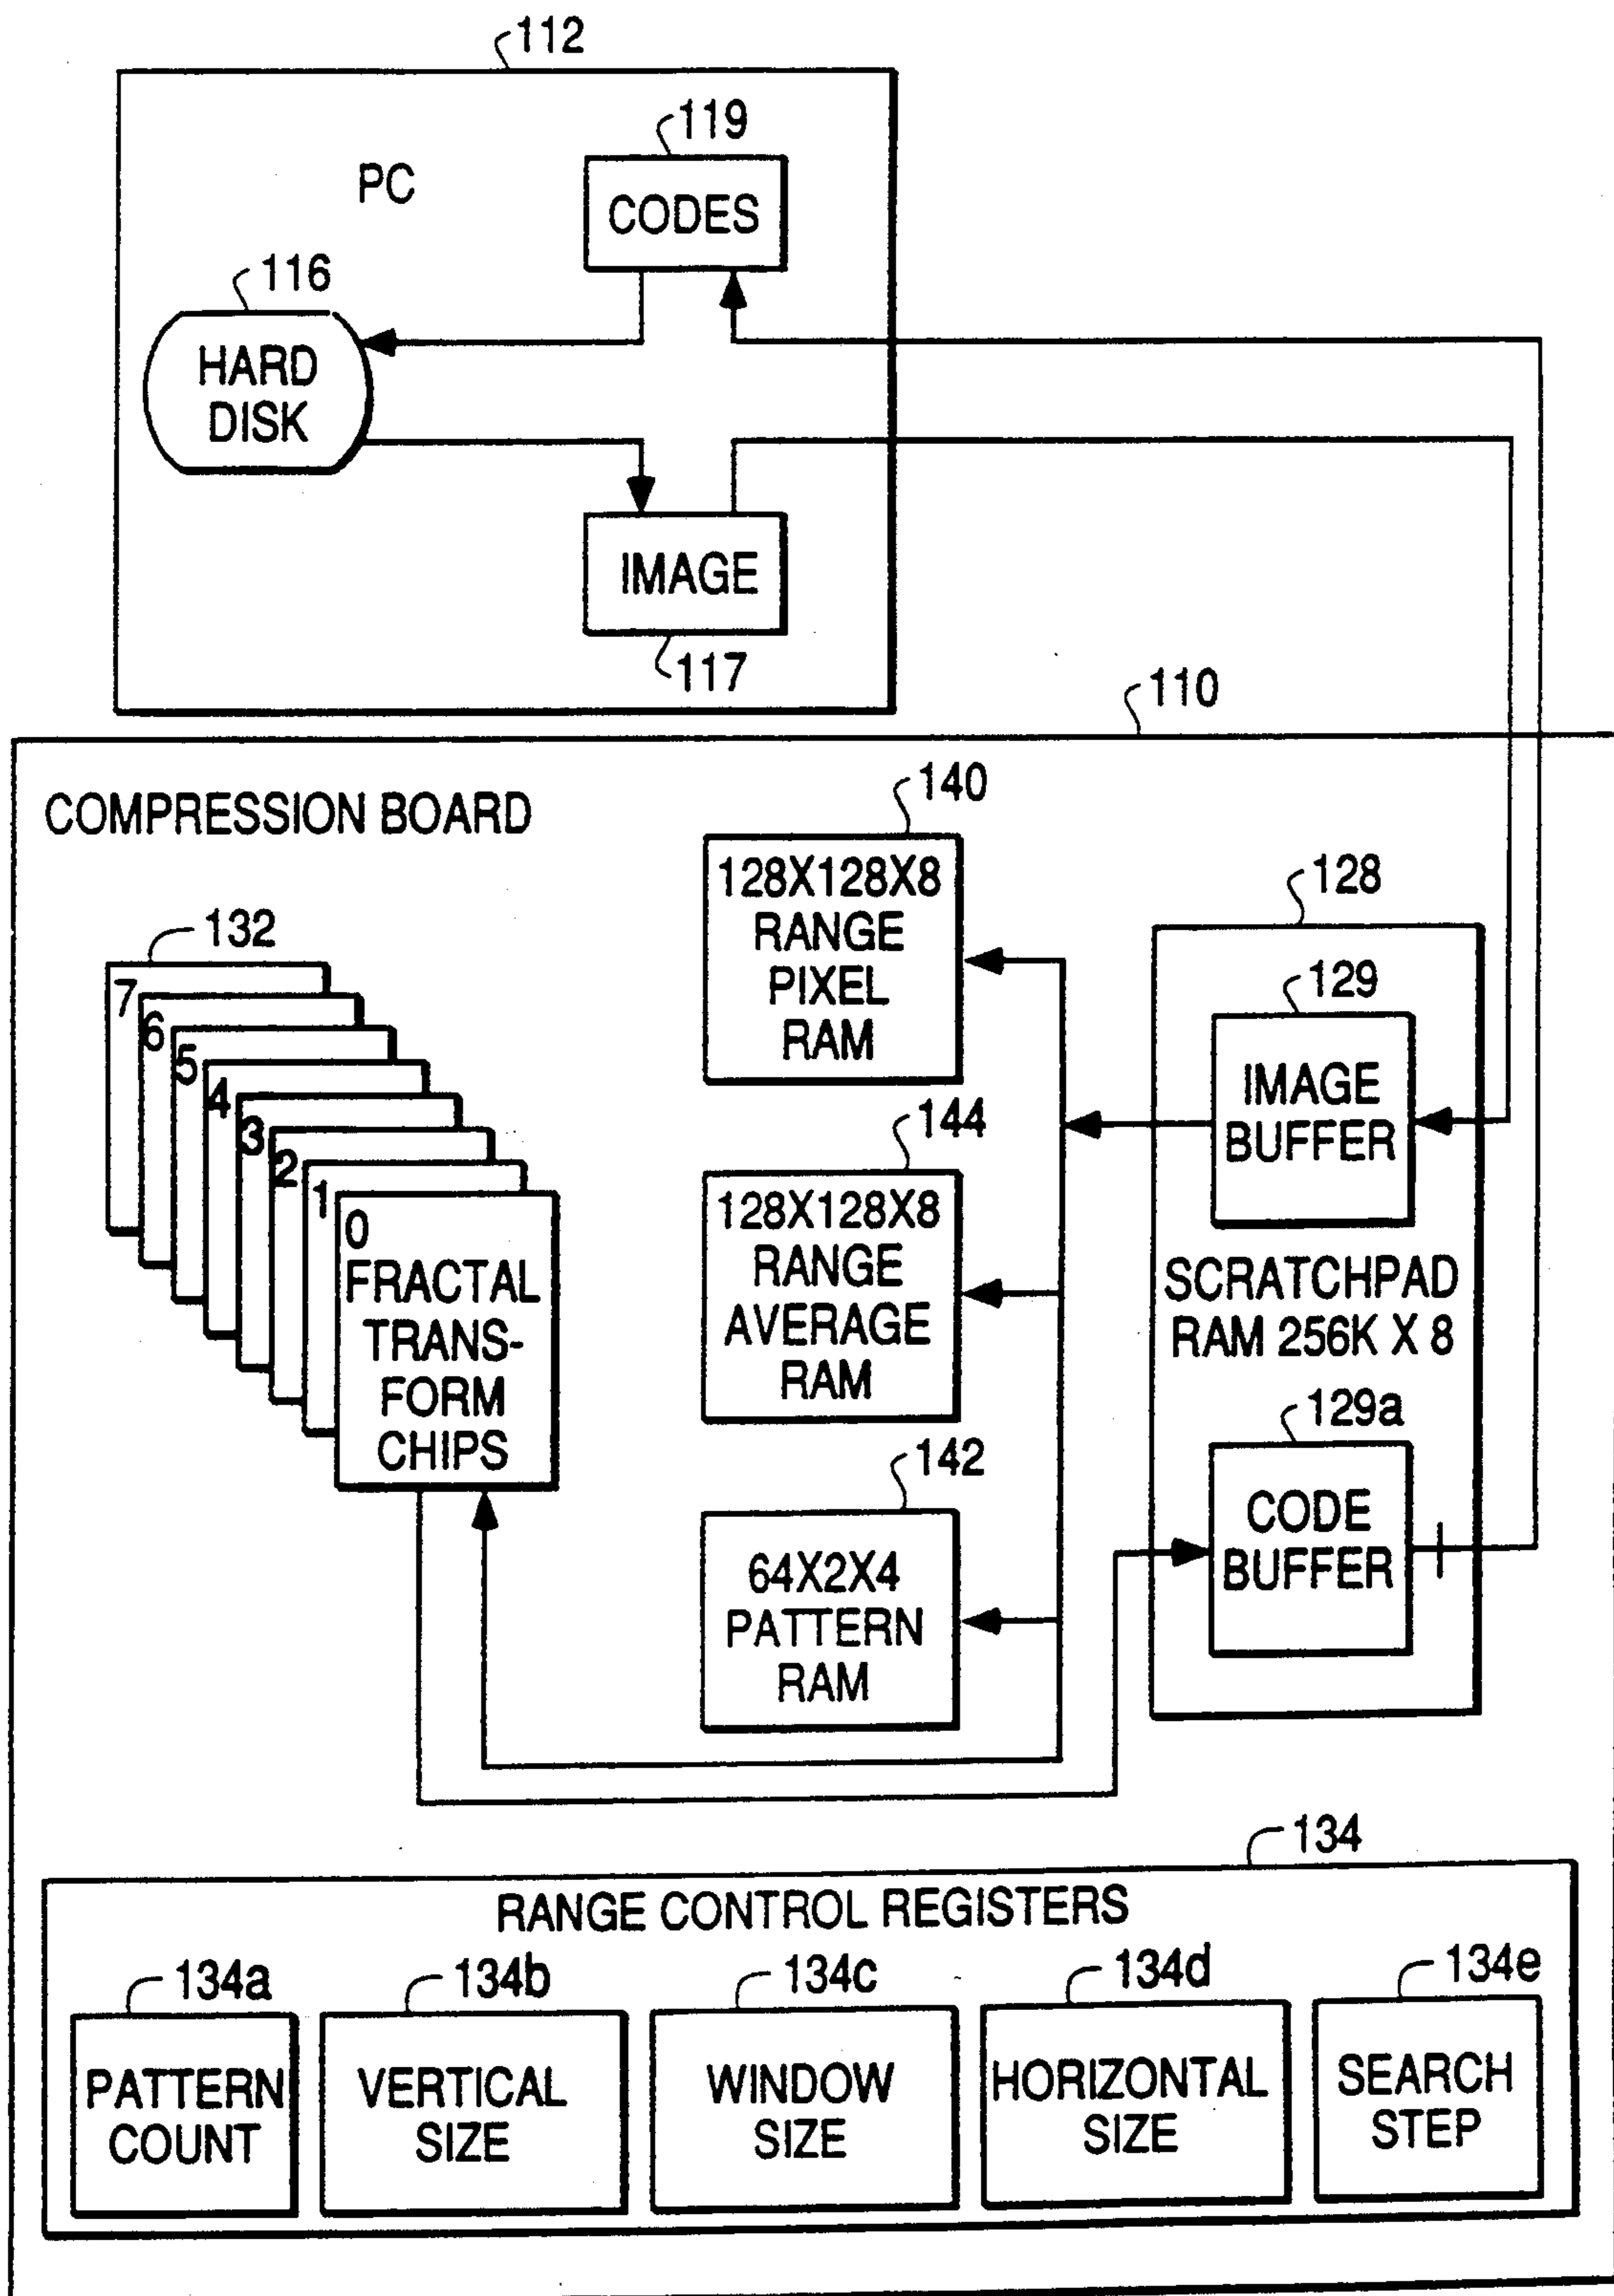 112
119
PC
CODES
116
HARD
DISK
IMAGE
117
110
COMPRESSION BOARD
140
128X128X8
RANGE
PIXEL
RAM
128
132
129
7
6
5
4
3
2
1
0
FRACTAL
TRANS-
FORM
CHIPS
IMAGE
BUFFER
144
128X128X8
RANGE
AVERAGE
RAM
SCRATCHPAD
RAM 256K X 8
129a
142
CODE
BUFFER
64X2X4
PATTERN
RAM
134
RANGE CONTROL REGISTERS
134a
134b
134c
134d
134e
PATTERN
COUNT
VERTICAL
SIZE
WINDOW
SIZE
HORIZONTAL
SIZE
SEARCH
STEP